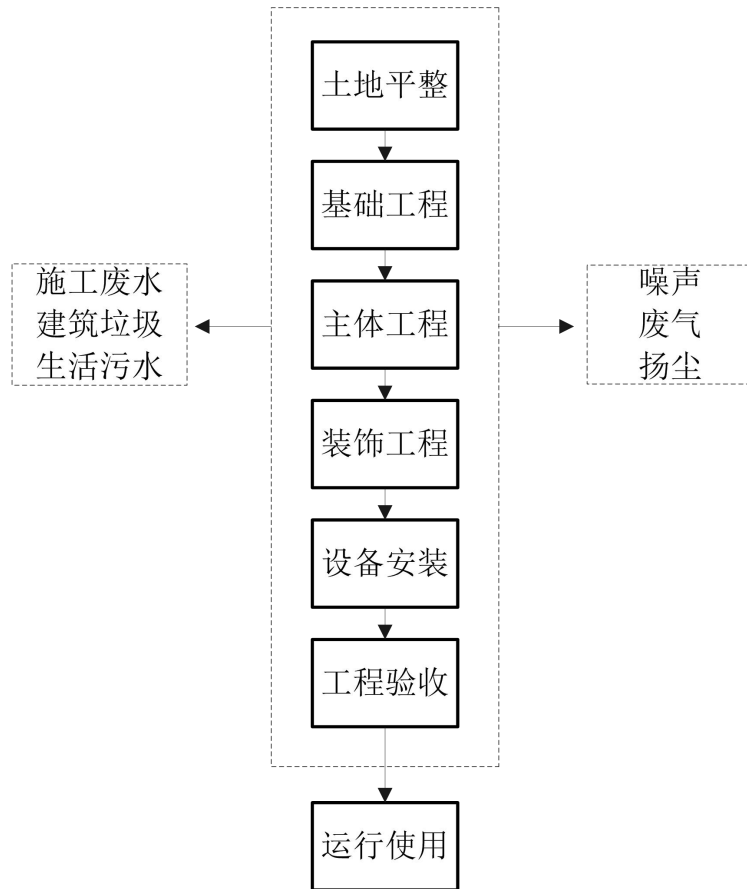 土地平整
基础工程
施工废水
建筑垃圾
生活污水
主体工程
噪声
废气
扬尘
装饰工程
设备安装
工程验收
运行使用